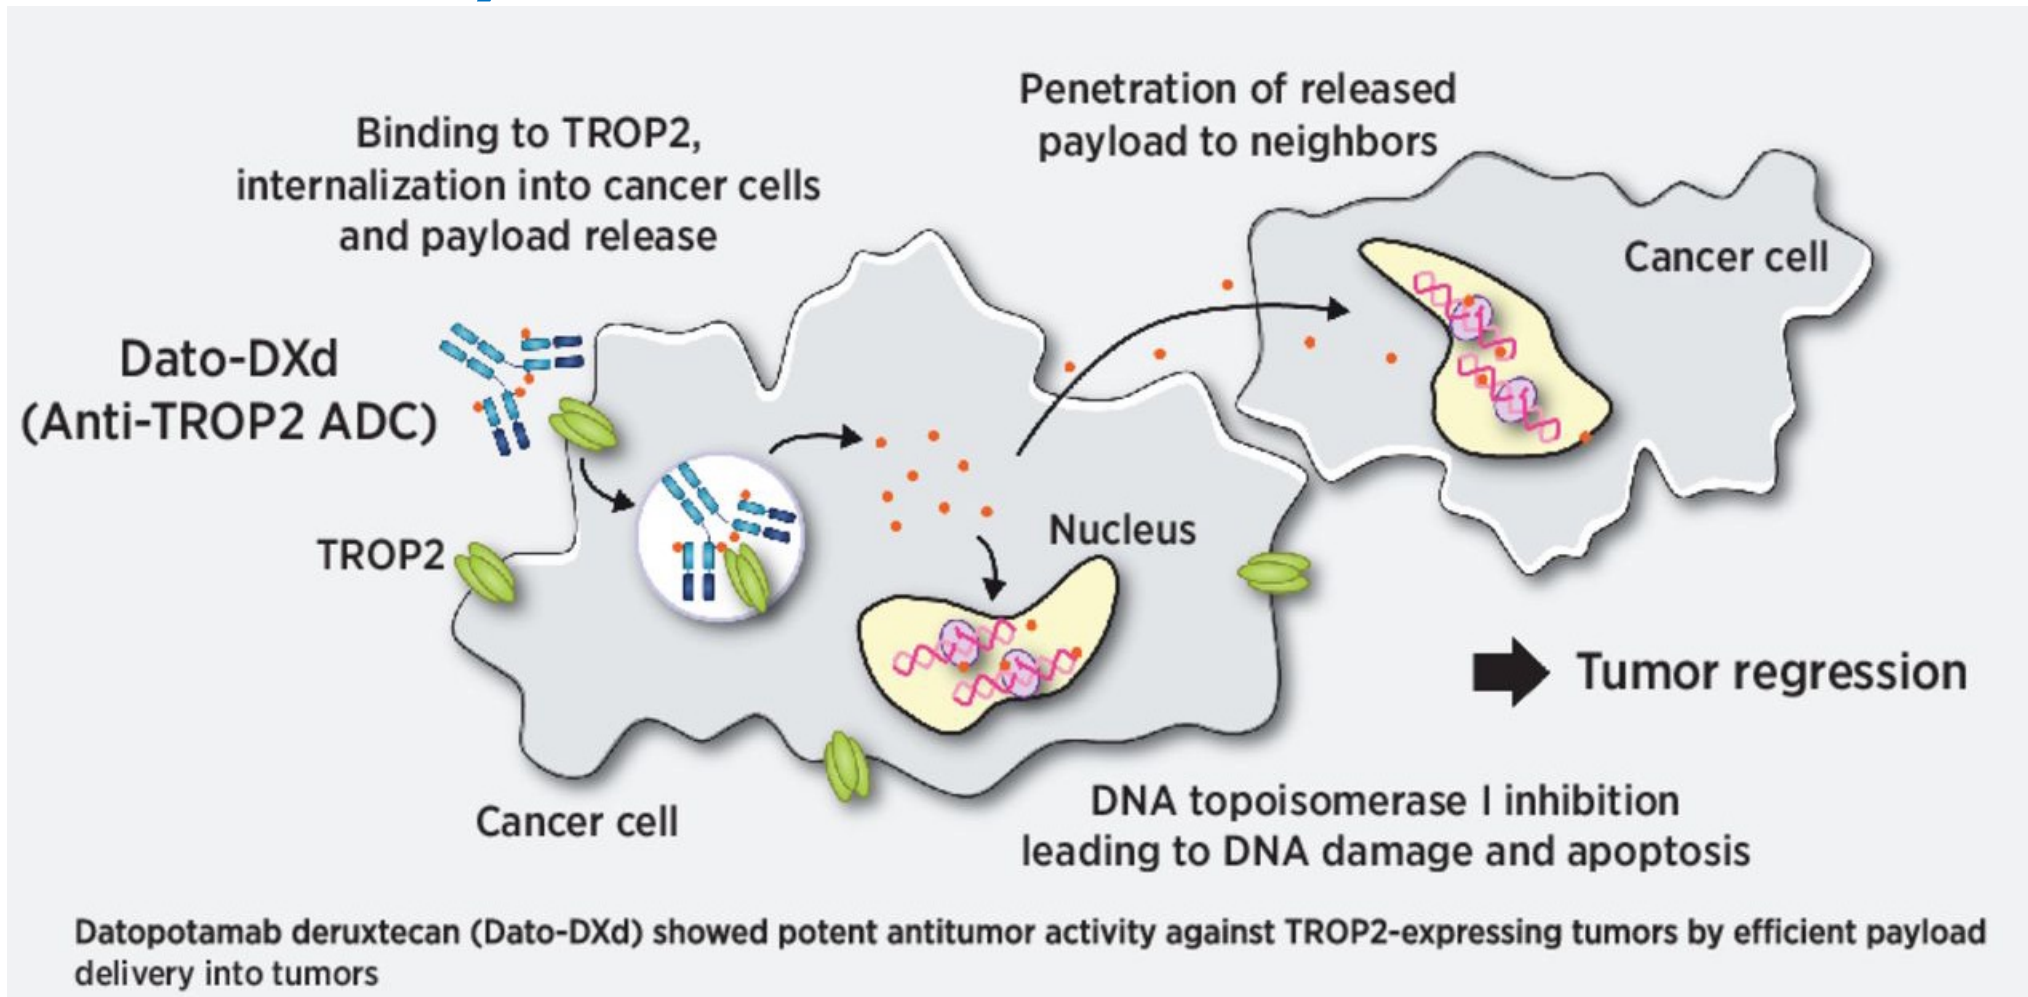 Penetration of released
payload to neighbors
Binding to TROP2,
internalization into cancer cells
and payload release
Cancer cell
Dato-DXd
(Anti-TROP2 ADC)
TROP2
Nucleus
Tumor regression
Cancer cell
DNA topoisomerase I inhibition
leading to DNA damage and apoptosis
Datopotamab deruxtecan (Dato-DXd) showed potent antitumor activity against TROP2-expressing tumors by efficient payload
delivery into tumors